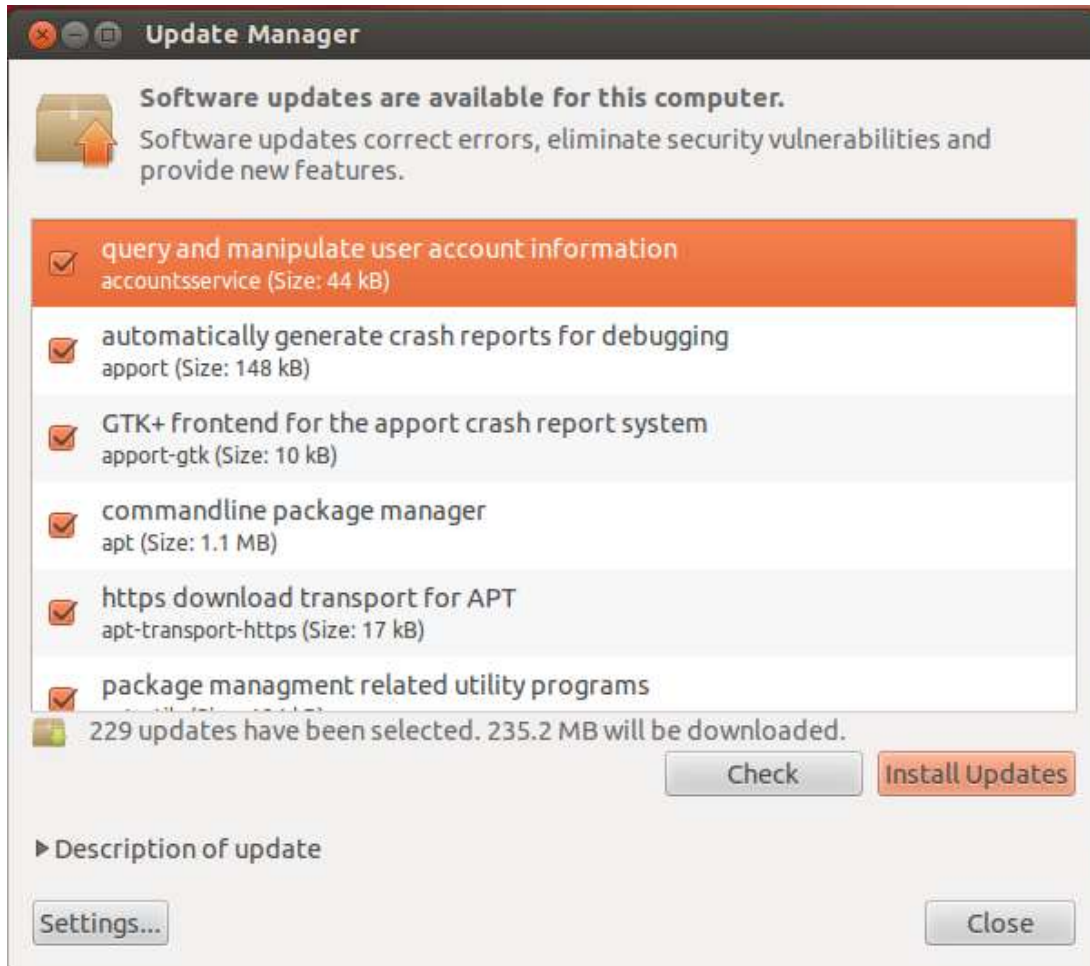 Update Manager
Software updates are available for this computer.
Software updates correct errors, eliminate security vulnerabilities and
provide new features.
query and manipulate user account information
accountsservice (Size: 44 kB)
automatically generate crash reports for debugging
apport (Size: 148 kB)
GTK+ frontend for the apport crash report system
apport-gtk (Size: 10 kB)
commandline package manager
apt (Size: 1.1 MB)
https download transport for APT
apt-transport-https (Size: 17 kB)
package managment related utility programs
229 updates have been selected. 235.2 MB will be downloaded.
Check
Install Updates
Description of update
Settings...
Close